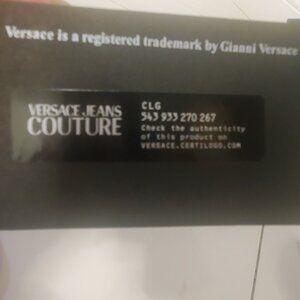 Versace is a registered trademark by Gianni Versace
VERSACE JEANS
COUTURE
CLG
543 933 270 267
Check the authenticity
of this product on
VERSACE.CERTILOGO.COM